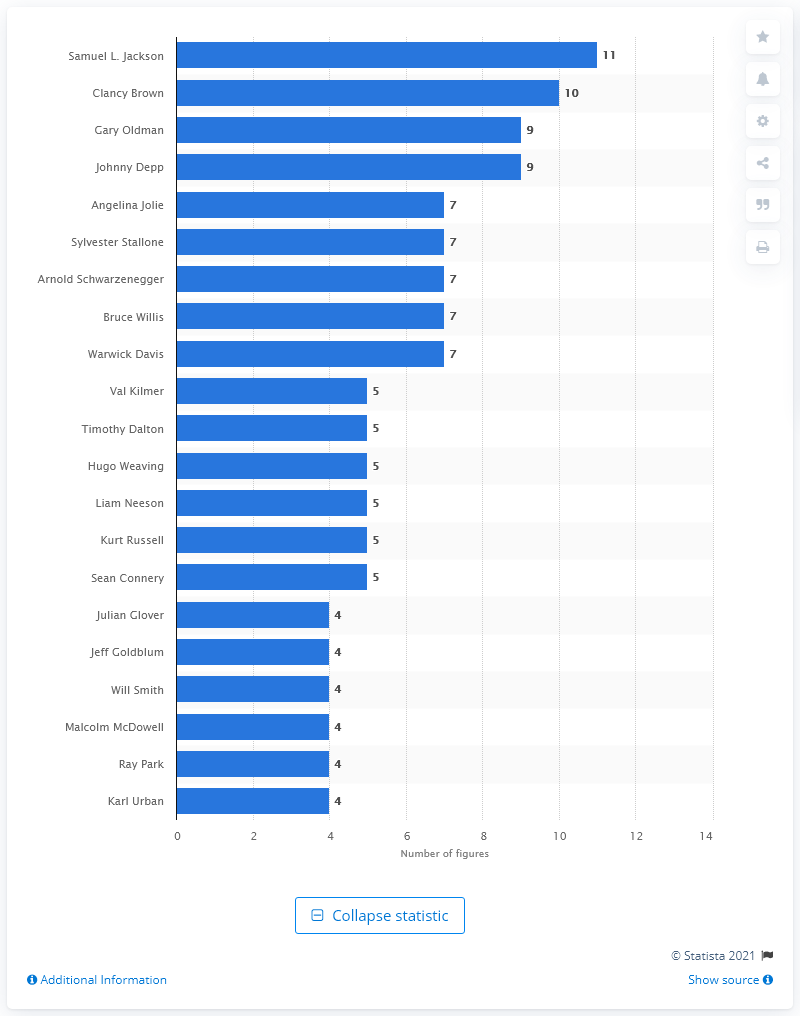 Samuel L. Jackson 11
Clancy Brown 10
Gary Oldman 9
Johnny Depp 9
Angelina Jolie 7
Sylvester Stallone 7
Arnold Schwarzenegger 7
Bruce Willis 7
Warwick Davis 7
Val Kilmer 5
Timothy Dalton 5
Hugo Weaving 5
Liam Neeson 5
Kurt Russell 5
Sean Connery 5
Julian Glover 4
Jeff Goldblum 4
Will Smith 4
Malcolm McDowell 4
Ray Park 4
Karl Urban 4
0 2 4 6 8 10 12 14
Number of figures
Collapse statistic
© Statista 2021
Additional Information Show source